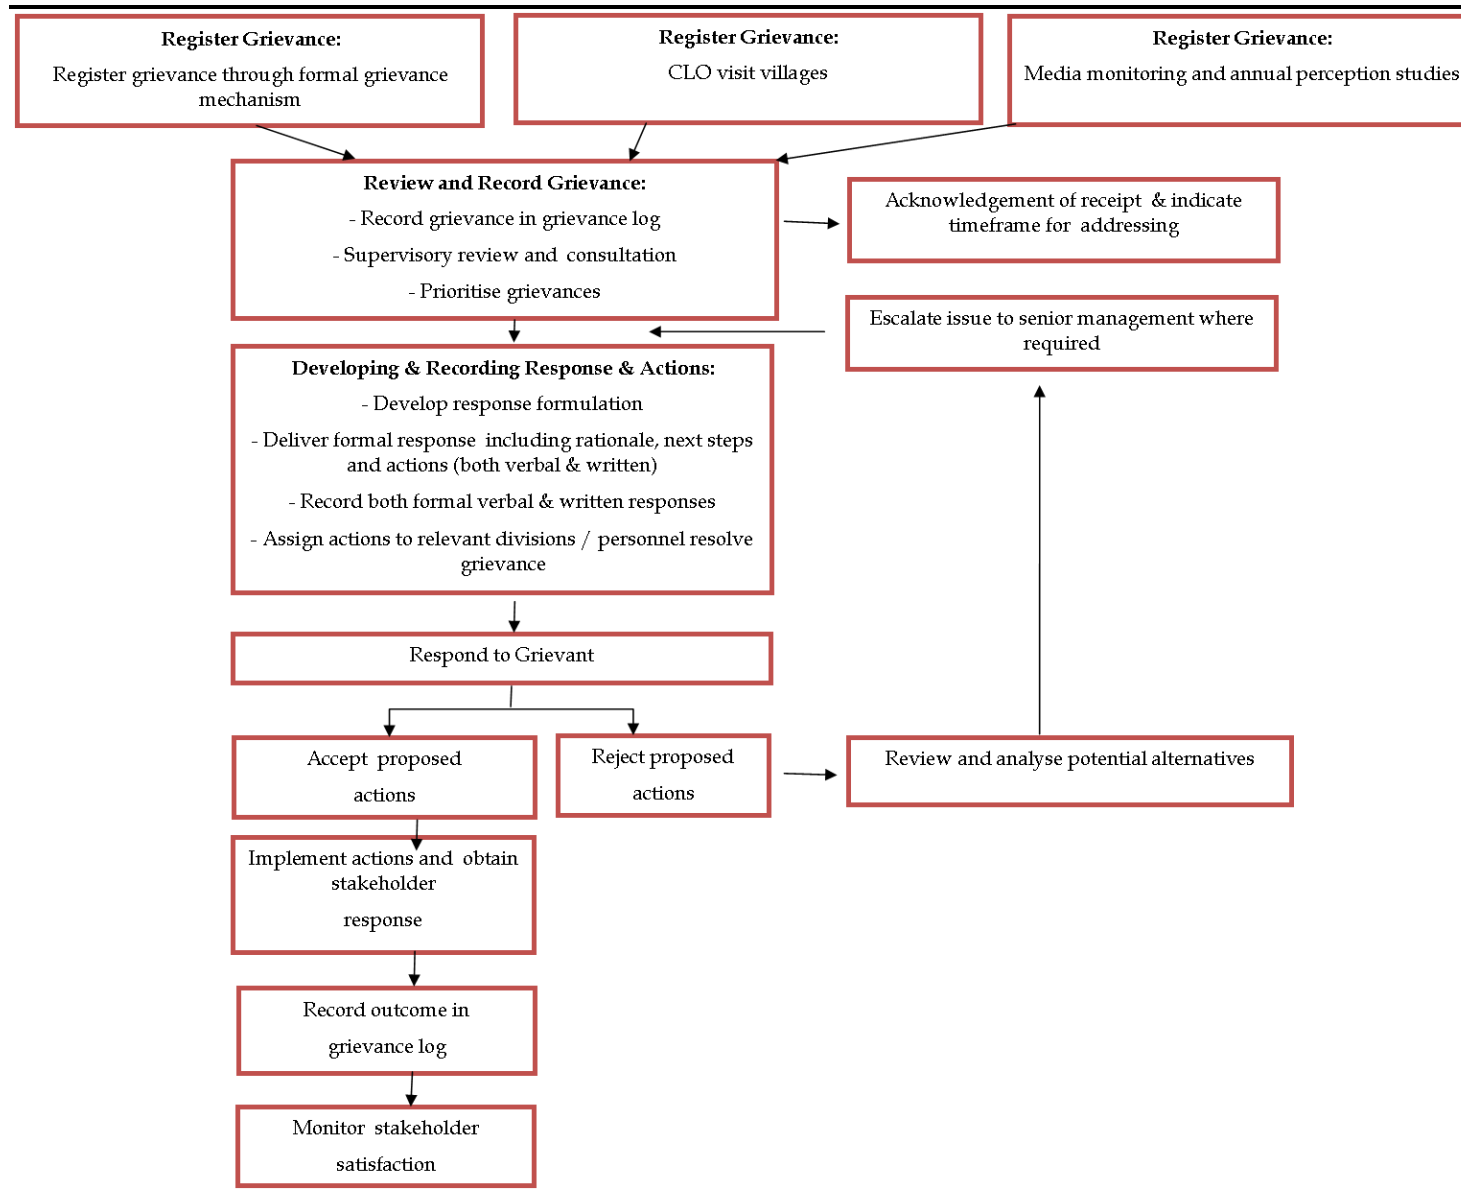 Register Grievance:
Register grievance through formal grievance
mechanism
Register Grievance:
CLO visit villages
Register Grievance:
Media monitoring and annual perception studies
Review and Record Grievance:
- Record grievance in grievance log
- Supervisory review and consultation
- Prioritise grievances
Acknowledgement of receipt & indicate
timeframe for addressing
Escalate issue to senior management where
required
Developing & Recording Response & Actions:
- Develop response formulation
- Deliver formal response including rationale, next steps
and actions (both verbal & written)
- Record both formal verbal & written responses
- Assign actions to relevant divisions / personnel resolve
grievance
Respond to Grievant
Accept proposed
actions
Reject proposed
actions
Review and analyse potential alternatives
Implement actions and obtain
stakeholder
response
Record outcome in
grievance log
Monitor stakeholder
satisfaction